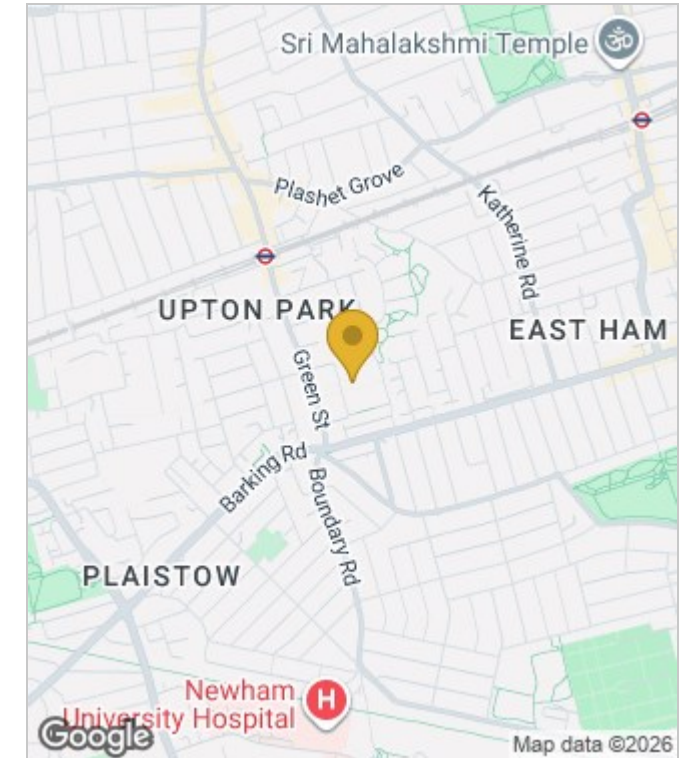 Sri Mahalakshmi Temple
Plashet Grove
Katherine Rd
UPTON PARK
EAST HAM
Green St
Barking Rd
Boundary Rd
PLAISTOW
Newham
University Hospital
H
Google
Map data ©2026